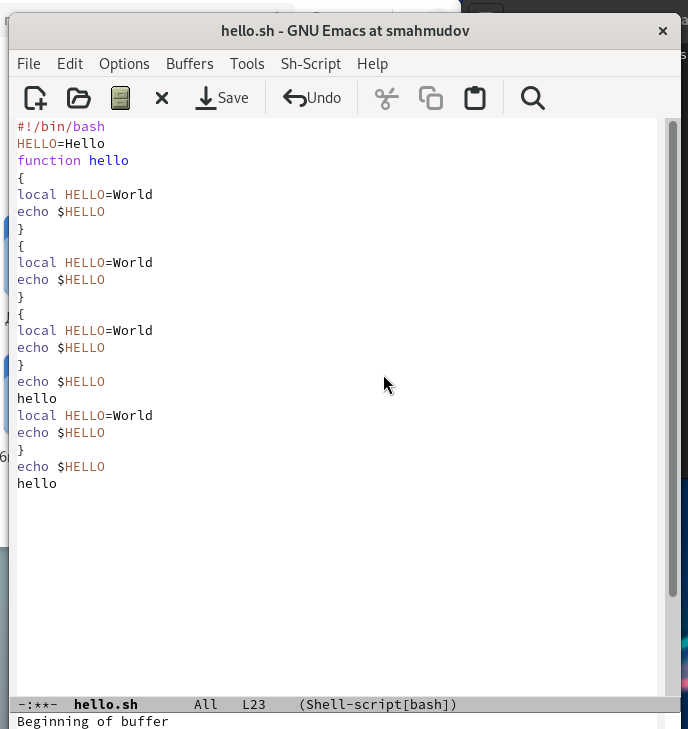 hello.sh - GNU Emacs at smahmudov
File Edit Options Buffers Tools Sh-Script Help
Save Undo
#!/bin/bash
HELLO=Hello
function hello
{
local HELLO=World
echo $HELLO
}
{
local HELLO=World
echo $HELLO
}
{
local HELLO=World
echo $HELLO
}
echo $HELLO
hello
local HELLO=World
echo $HELLO
}
echo $HELLO
hello
-:**- hello.sh All L23 (Shell-script[bash])
Beginning of buffer